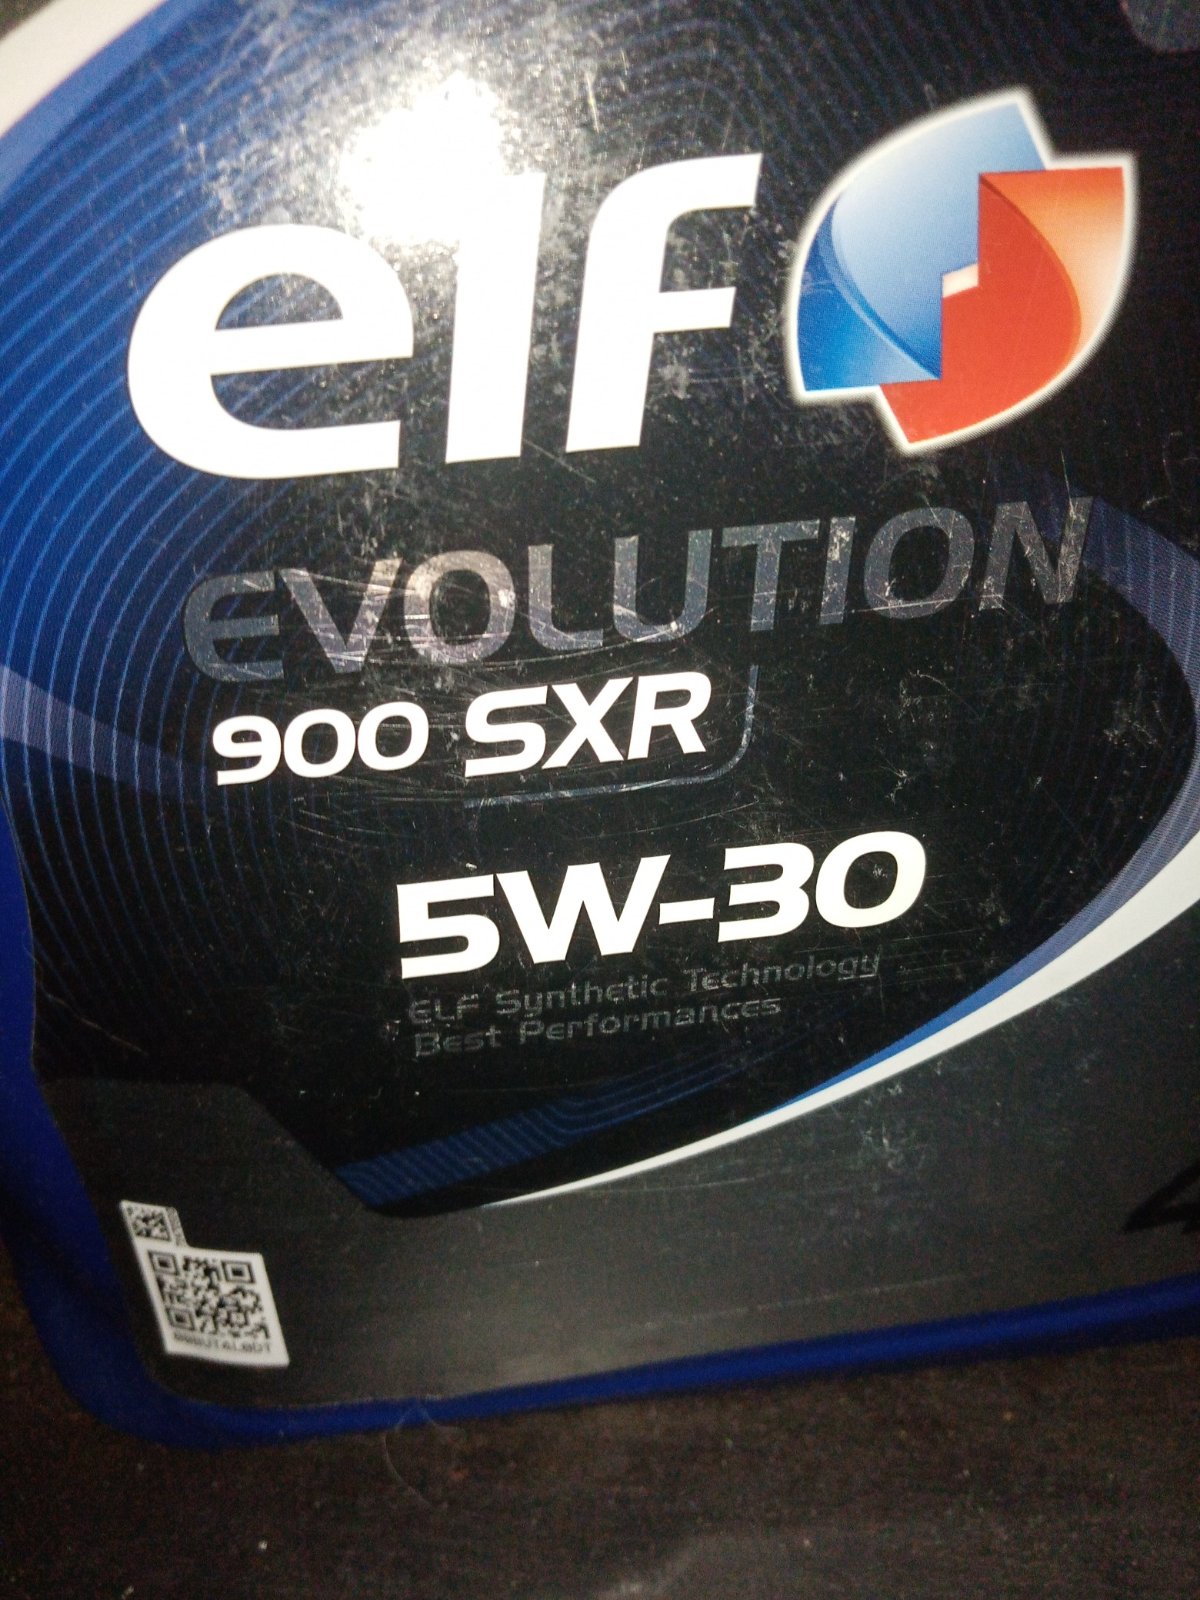 elf
EVOLUTION
900 SXR
5W-30
ELF Synthetic Technology
Best Performances